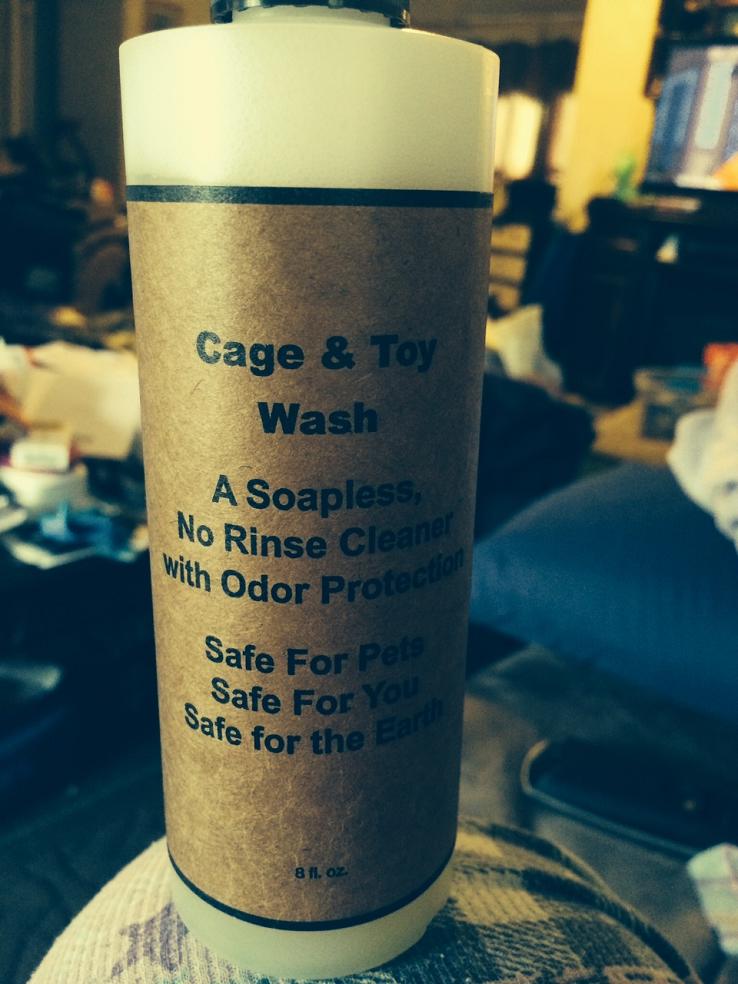 Cage & Toy
Wash
A Soapless,
No Rinse Cleaner
with Odor Protection
Safe For Pets
Safe For You
Safe for the Earth
8 fl. oz.